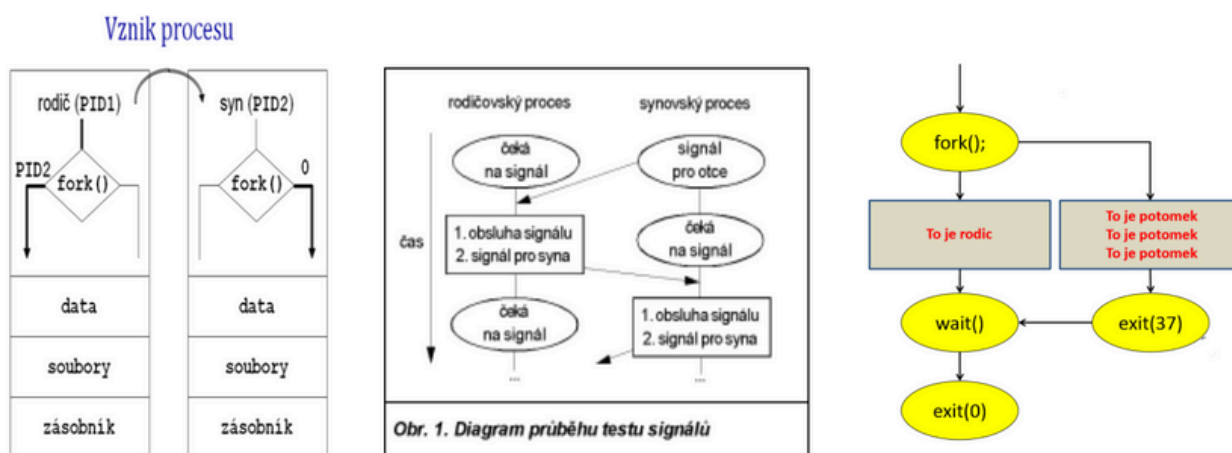 Vznik procesu
rodič (PID1)
PID2
fork()
data
soubory
zásobník
syn (PID2)
0
fork()
data
soubory
zásobník
rodičovský proces
synovský proces
čas
čeká
na signál
signál
pro otce
1. obsluha signálu
2. signál pro syna
čeká
na signál
čeká
na signál
1. obsluha signálu
2. signál pro syna
...
...
Obr. 1. Diagram průběhu testu signálů
fork();
To je rodic
To je potomek
To je potomek
To je potomek
wait()
exit(37)
exit(0)